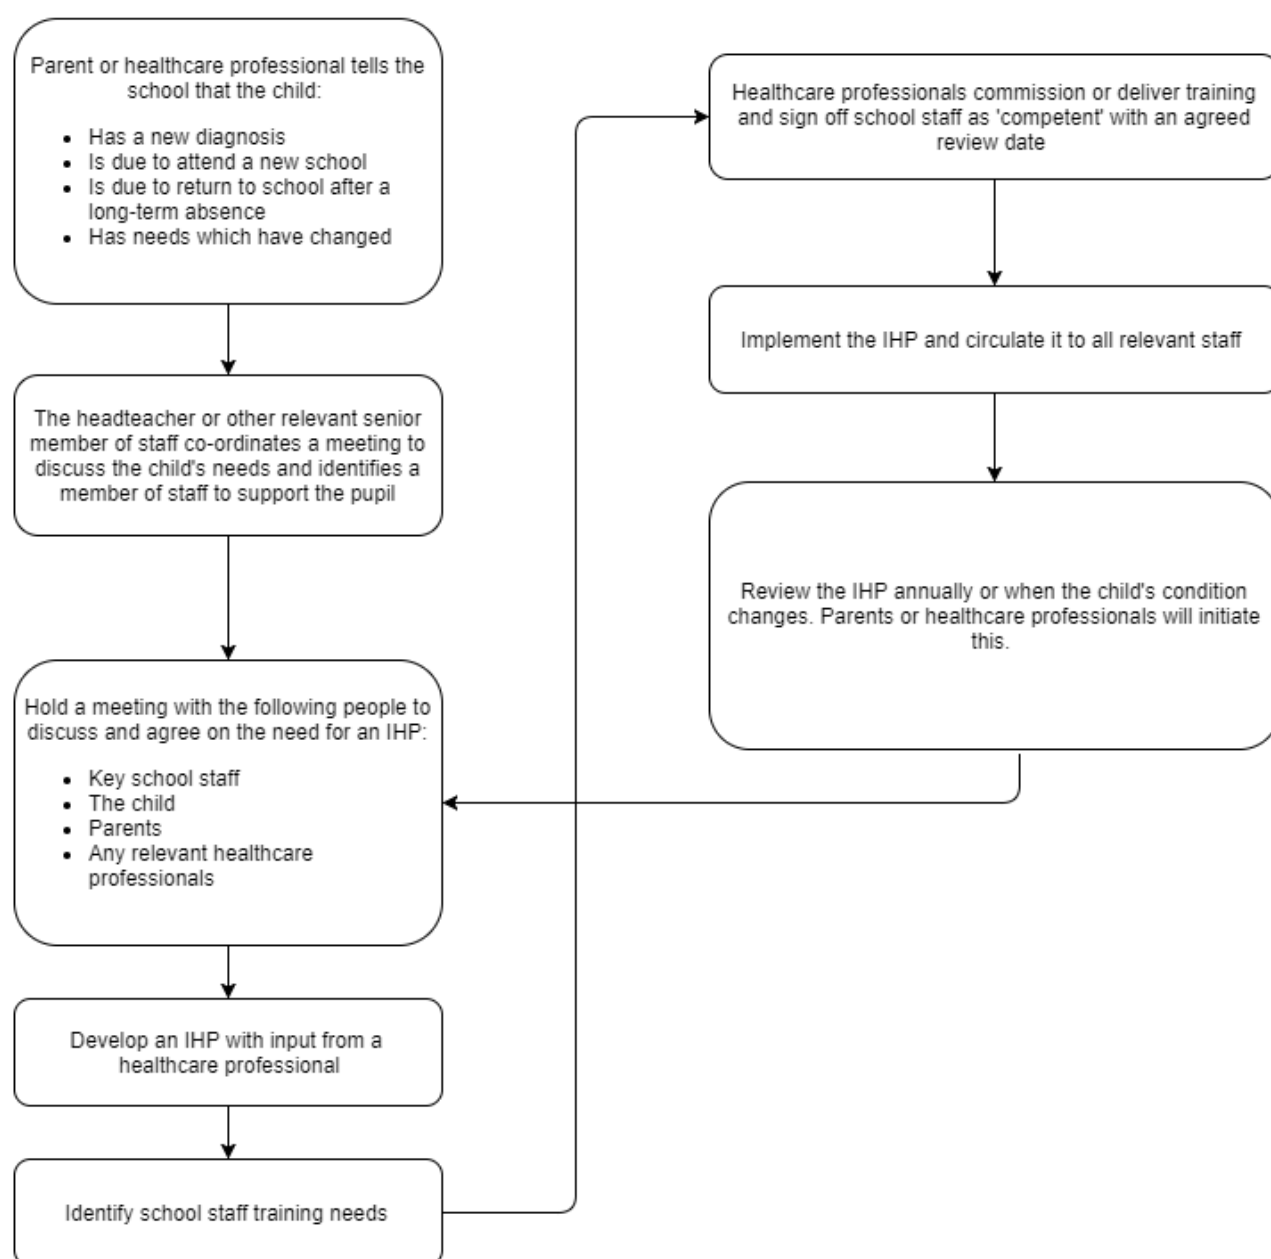 Parent or healthcare professional tells the
school that the child:
• Has a new diagnosis
• Is due to attend a new school
• Is due to return to school after a
long-term absence
• Has needs which have changed
The headteacher or other relevant senior
member of staff co-ordinates a meeting to
discuss the child's needs and identifies a
member of staff to support the pupil
Hold a meeting with the following people to
discuss and agree on the need for an IHP:
• Key school staff
• The child
• Parents
• Any relevant healthcare
professionals
Develop an IHP with input from a
healthcare professional
Identify school staff training needs
Healthcare professionals commission or deliver training
and sign off school staff as 'competent' with an agreed
review date
Implement the IHP and circulate it to all relevant staff
Review the IHP annually or when the child's condition
changes. Parents or healthcare professionals will initiate
this.